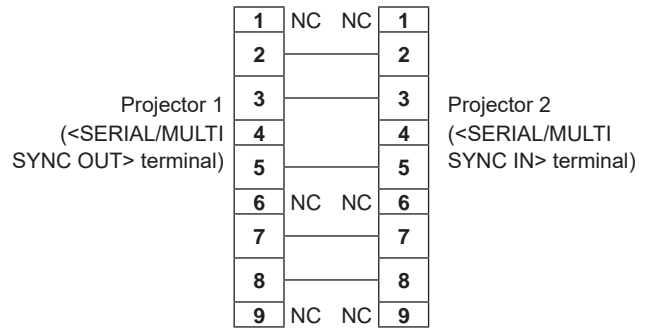 1 NC NC 1
2 2
3 3
4 4
5 5
6 NC NC 6
7 7
8 8
9 NC NC 9
Projector 1
(<SERIAL/MULTI
SYNC OUT> terminal)
Projector 2
(<SERIAL/MULTI
SYNC IN> terminal)